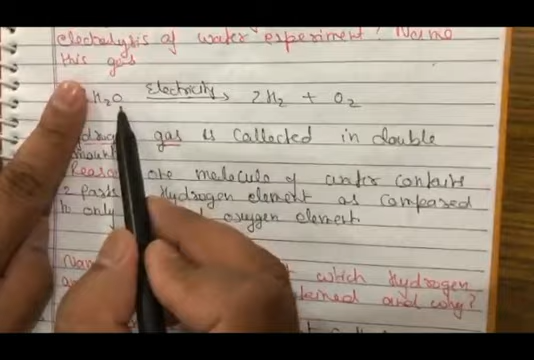 electrolysis of water experiment? Name
this gas
H2O Electricity → 2H2 + O2
gas is collected in double
Reason one molecule of water contains
2 parts Hydrogen element as compared
to only oxygen element
which Hydrogen
and why?